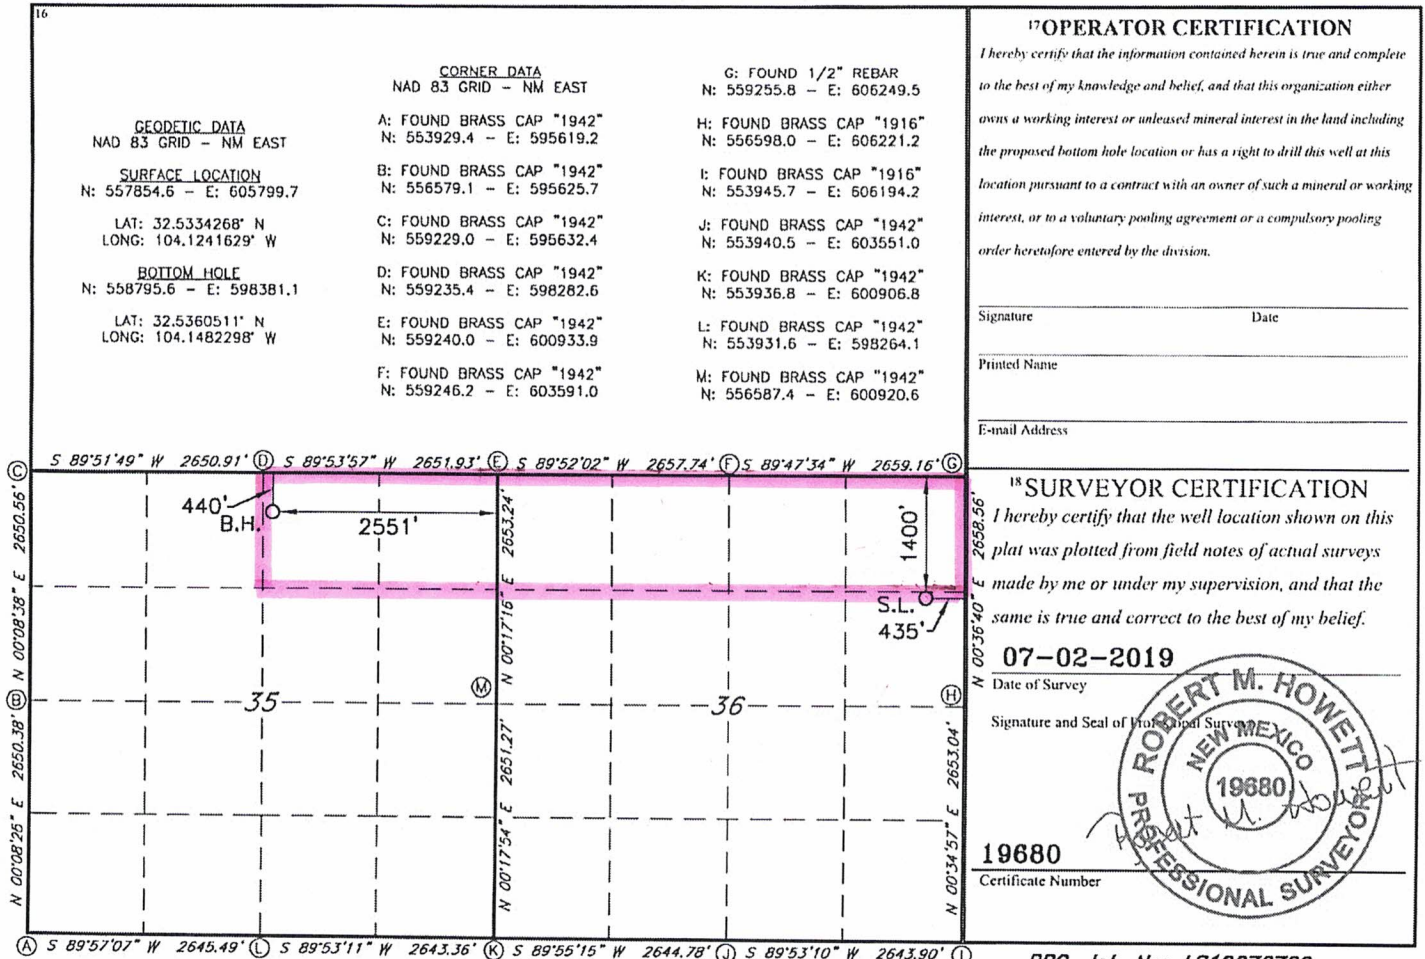 16
GEODETIC DATA
NAD 83 GRID - NM EAST
SURFACE LOCATION
N: 557854.6 - E: 605799.7
LAT: 32.5334268° N
LONG: 104.1241629° W
BOTTOM HOLE
N: 558795.6 - E: 598381.1
LAT: 32.5360511° N
LONG: 104.1482298° W
CORNER DATA
NAD 83 GRID - NM EAST
A: FOUND BRASS CAP "1942"
N: 553929.4 - E: 595619.2
B: FOUND BRASS CAP "1942"
N: 556579.1 - E: 595625.7
C: FOUND BRASS CAP "1942"
N: 559229.0 - E: 595632.4
D: FOUND BRASS CAP "1942"
N: 559235.4 - E: 598282.6
E: FOUND BRASS CAP "1942"
N: 559240.0 - E: 600933.9
F: FOUND BRASS CAP "1942"
N: 559246.2 - E: 603591.0
G: FOUND 1/2" REBAR
N: 559255.8 - E: 606249.5
H: FOUND BRASS CAP "1916"
N: 556598.0 - E: 606221.2
I: FOUND BRASS CAP "1916"
N: 553945.7 - E: 606194.2
J: FOUND BRASS CAP "1942"
N: 553940.5 - E: 603551.0
K: FOUND BRASS CAP "1942"
N: 553936.8 - E: 600906.8
L: FOUND BRASS CAP "1942"
N: 553931.6 - E: 598264.1
M: FOUND BRASS CAP "1942"
N: 556587.4 - E: 600920.6
C S 89°51'49" W 2650.91' D S 89°53'57" W 2651.93' E S 89°52'02" W 2657.74' F S 89°47'34" W 2659.16' G
440'
B.H.
2551'
1400'
S.L.
435'
N 00°08'38" E 2650.56'
N 00°17'16" E 2653.24'
N 00°36'40" E 2658.56'
B
35
M
36
H
N 00°08'25" E 2650.38'
N 00°17'54" E 2651.27'
N 00°34'57" E 2653.04'
A S 89°57'07" W 2645.49' L S 89°53'11" W 2643.36' K S 89°55'15" W 2644.78' J S 89°53'10" W 2643.90' I
17 OPERATOR CERTIFICATION
I hereby certify that the information contained herein is true and complete
to the best of my knowledge and belief, and that this organization either
owns a working interest or unleased mineral interest in the land including
the proposed bottom hole location or has a right to drill this well at this
location pursuant to a contract with an owner of such a mineral or working
interest, or to a voluntary pooling agreement or a compulsory pooling
order heretofore entered by the division.
Signature Date
Printed Name
E-mail Address
18 SURVEYOR CERTIFICATION
I hereby certify that the well location shown on this
plat was plotted from field notes of actual surveys
made by me or under my supervision, and that the
same is true and correct to the best of my belief.
07-02-2019
Date of Survey
Signature and Seal of Professional Surveyor
ROBERT M. HOWETT
NEW MEXICO
19680
PROFESSIONAL SURVEYOR
Robert M. Howett
19680
Certificate Number